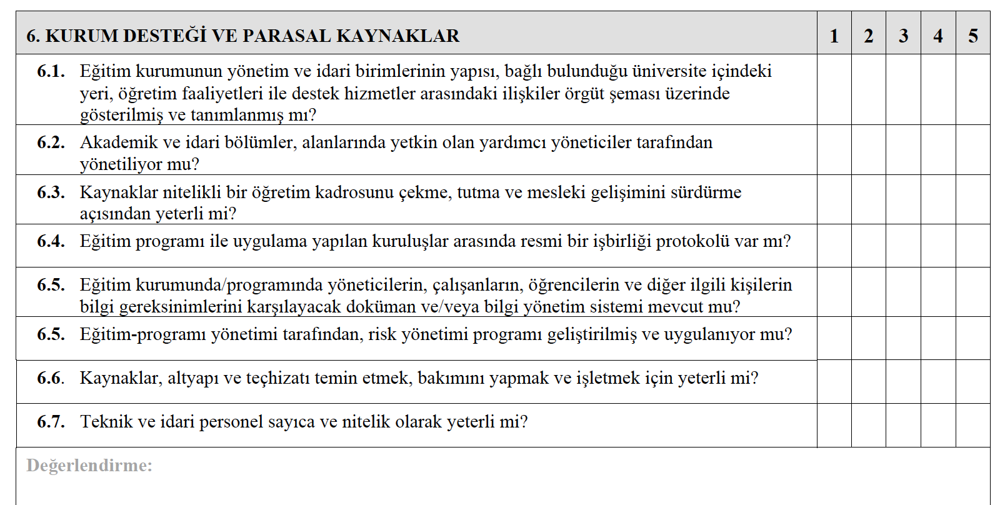 6. KURUM DESTEĞİ VE PARASAL KAYNAKLAR 1 2 3 4 5
6.1. Eğitim kurumunun yönetim ve idari birimlerinin yapısı, bağlı bulunduğu üniversite içindeki
yeri, öğretim faaliyetleri ile destek hizmetler arasındaki ilişkiler örgüt şeması üzerinde
gösterilmiş ve tanımlanmış mı?
6.2. Akademik ve idari bölümler, alanlarında yetkin olan yardımcı yöneticiler tarafından
yönetiliyor mu?
6.3. Kaynaklar nitelikli bir öğretim kadrosunu çekme, tutma ve mesleki gelişimini sürdürme
açısından yeterli mi?
6.4. Eğitim programı ile uygulama yapılan kuruluşlar arasında resmi bir işbirliği protokolü var mı?
6.5. Eğitim kurumunda/programında yöneticilerin, çalışanların, öğrencilerin ve diğer ilgili kişilerin
bilgi gereksinimlerini karşılayacak doküman ve/veya bilgi yönetim sistemi mevcut mu?
6.5. Eğitim-programı yönetimi tarafından, risk yönetimi programı geliştirilmiş ve uygulanıyor mu?
6.6. Kaynaklar, altyapı ve teçhizatı temin etmek, bakımını yapmak ve işletmek için yeterli mi?
6.7. Teknik ve idari personel sayıca ve nitelik olarak yeterli mi?
Değerlendirme: